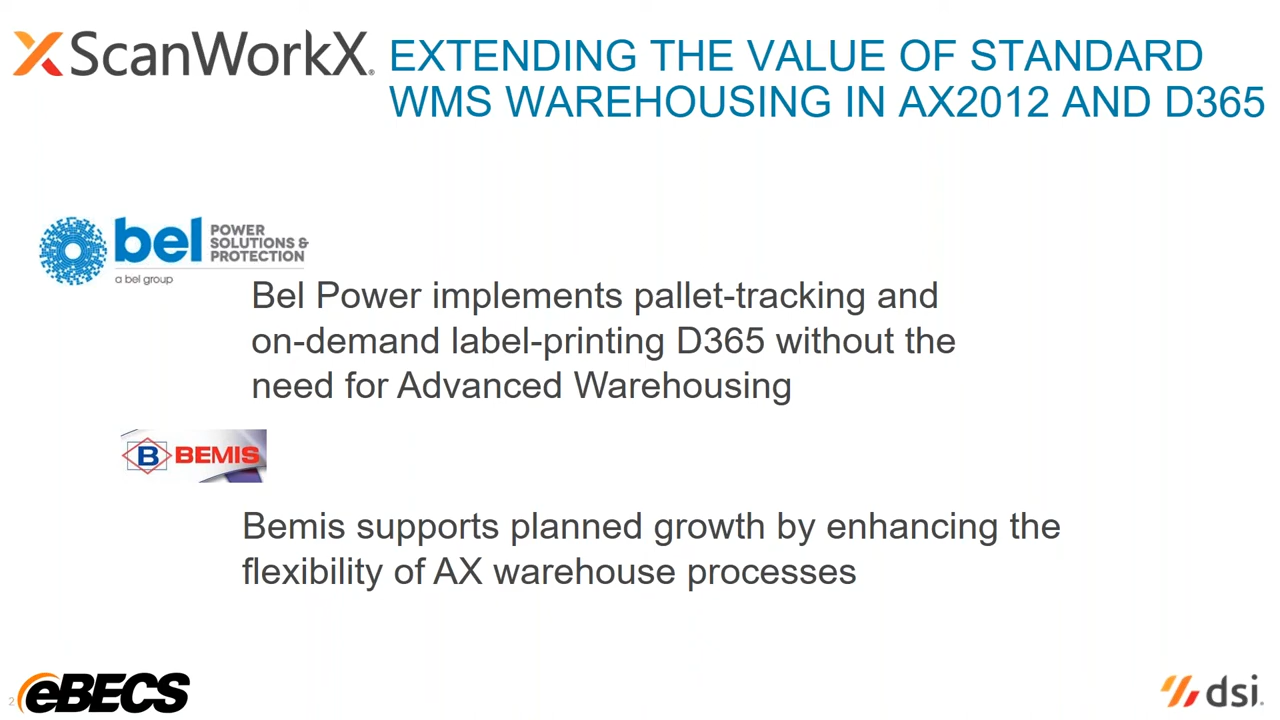 ScanWorkX®
EXTENDING THE VALUE OF STANDARD
WMS WAREHOUSING IN AX2012 AND D365
bel
POWER
SOLUTIONS &
PROTECTION
a bel group
Bel Power implements pallet-tracking and
on-demand label-printing D365 without the
need for Advanced Warehousing
B BEMIS
Bemis supports planned growth by enhancing the
flexibility of AX warehouse processes
2
eBECS
dsi®